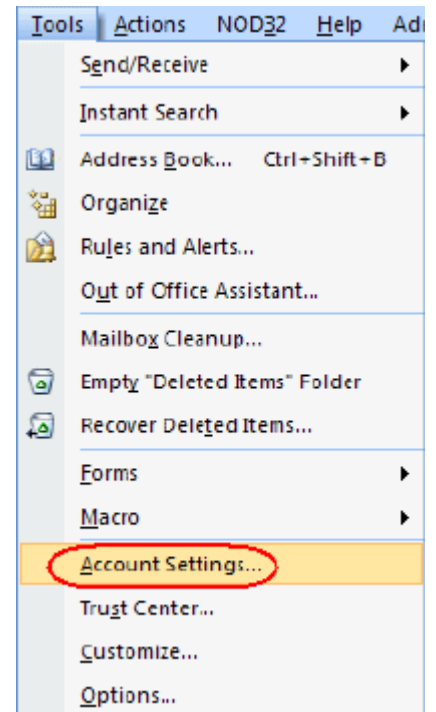 Tools Actions NOD32 Help Ad
Send/Receive
Instant Search
Address Book... Ctrl+Shift+B
Organize
Rules and Alerts...
Out of Office Assistant...
Mailbox Cleanup...
Empty "Deleted Items" Folder
Recover Deleted Items...
Forms
Macro
Account Settings...
Trust Center...
Customize...
Options...